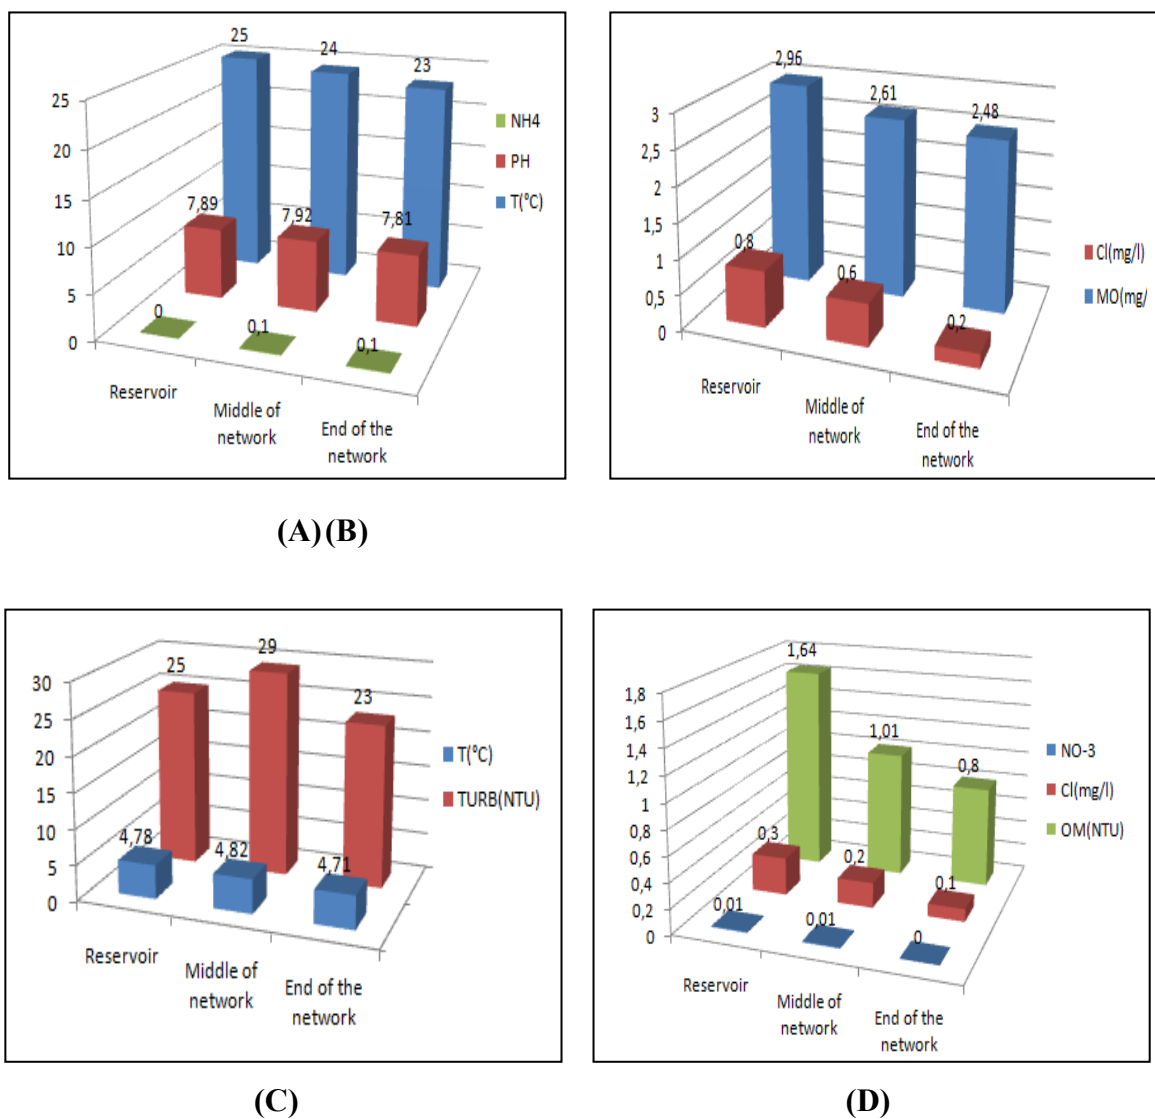 25
24
23
25
20
15
10
5
0
7,89
7,92
7,81
0
0,1
0,1
NH4
PH
T(°C)
Reservoir
Middle of
network
End of the
network
2,96
2,61
2,48
3
2,5
2
1,5
1
0,5
0
0,8
0,6
0,2
Cl(mg/l)
MO(mg/
Reservoir
Middle of
network
End of the
network
(A) (B)
29
25
23
30
25
20
15
10
5
0
4,78
4,82
4,71
T(°C)
TURB(NTU)
Reservoir
Middle of
network
End of the
network
1,64
1,01
0,8
1,8
1,6
1,4
1,2
1
0,8
0,6
0,4
0,2
0
0,3
0,2
0,1
0,01
0,01
0
NO-3
Cl(mg/l)
OM(NTU)
Reservoir
Middle of
network
End of the
network
(C)
(D)